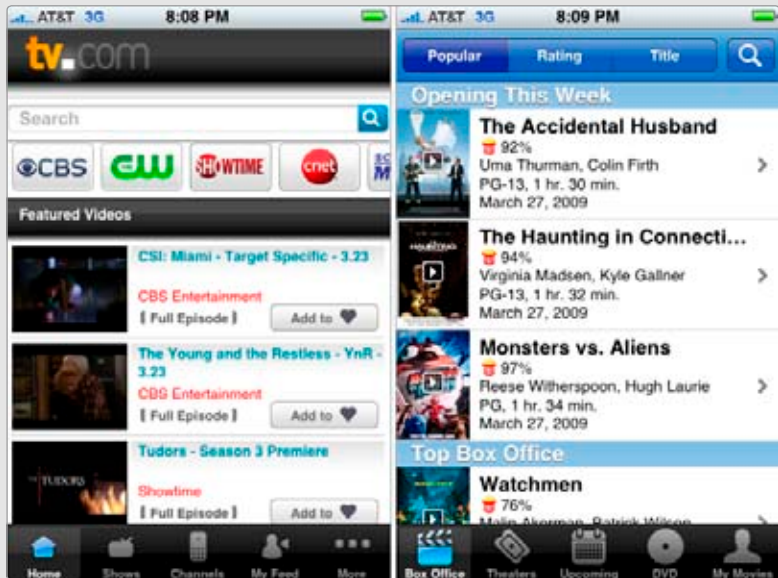 AT&T 3G 8:08 PM
tv.com
Search
CBS CW SHOWTIME cnet
Featured Videos
CSI: Miami - Target Specific - 3.23
CBS Entertainment
[ Full Episode ] Add to
The Young and the Restless - YnR -
3.23
CBS Entertainment
[ Full Episode ] Add to
THE TUDORS
Tudors - Season 3 Premiere
Showtime
[ Full Episode ] Add to
Home Shows Channels My Feed More
AT&T 3G 8:09 PM
Popular Rating Title
Opening This Week
The Accidental Husband
92%
Uma Thurman, Colin Firth
PG-13, 1 hr. 30 min.
March 27, 2009
The Haunting in Connecti...
94%
Virginia Madsen, Kyle Gallner
PG-13, 1 hr. 32 min.
March 27, 2009
Monsters vs. Aliens
97%
Reese Witherspoon, Hugh Laurie
PG, 1 hr. 34 min.
March 27, 2009
Top Box Office
Watchmen
76%
Malin Akerman, Patrick Wilson
Box Office Theaters Upcoming DVD My Movies